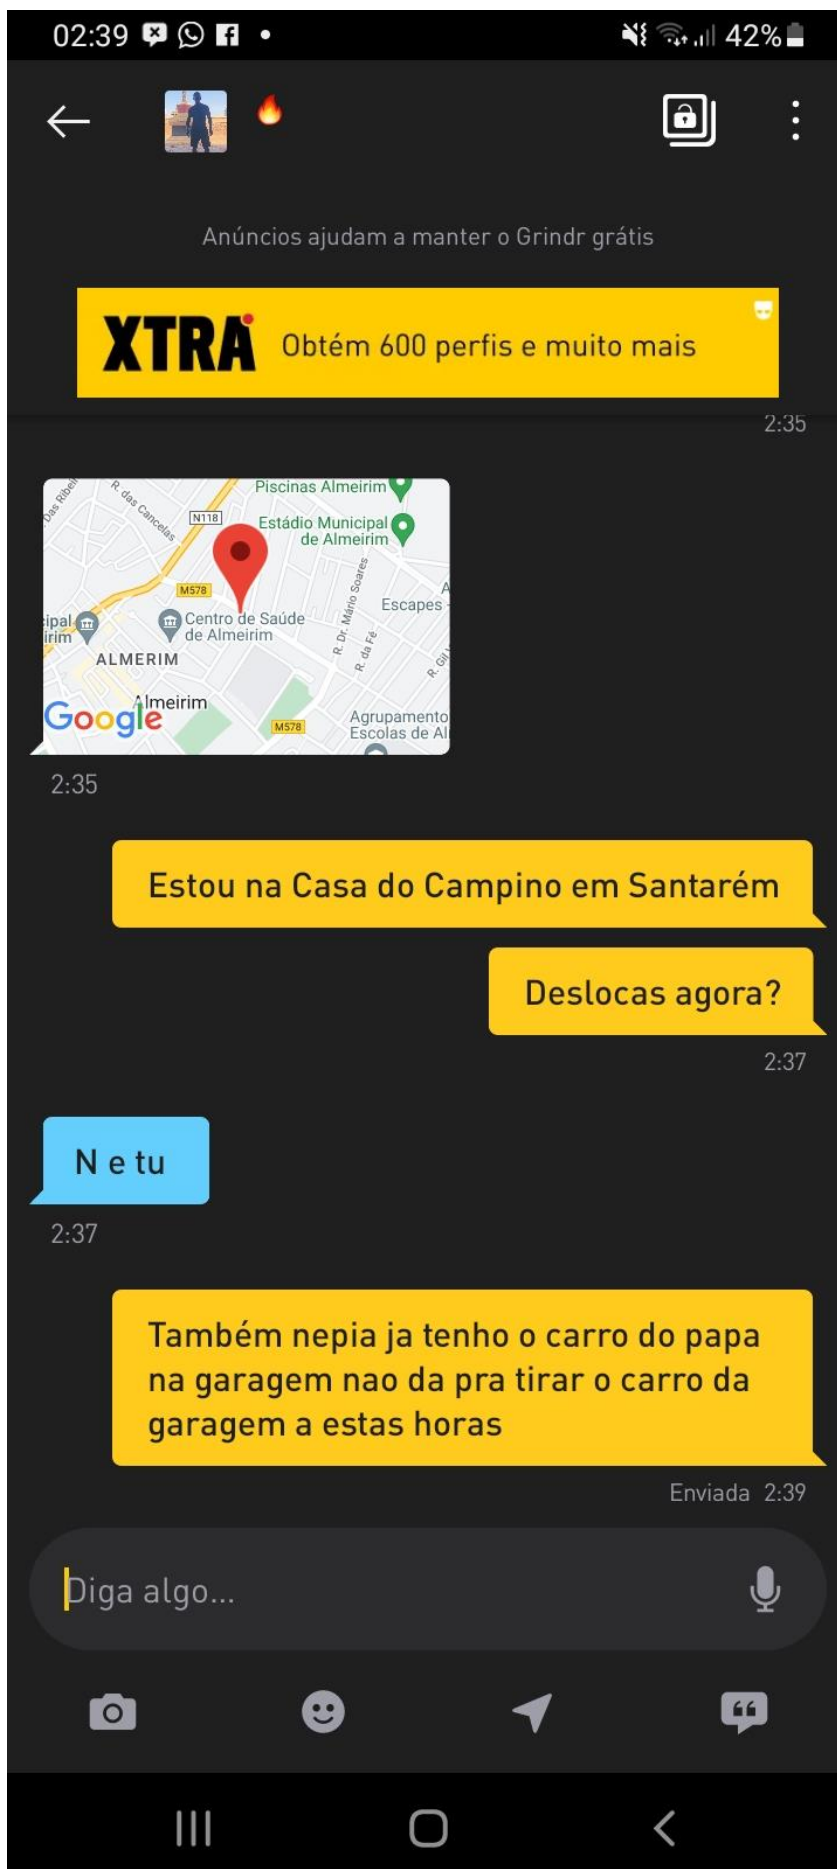 02:39
42%
Anúncios ajudam a manter o Grindr grátis
XTRA Obtém 600 perfis e muito mais
2:35
Piscinas Almeirim
R. das Cancelas
N118
Estádio Municipal
de Almeirim
M578
R. Dr. Mário Soares
Escapes
Centro de Saúde
de Almeirim
R. da Fé
ALMERIM
Almeirim
Google
M578
Agrupamento
Escolas de Al
2:35
Estou na Casa do Campino em Santarém
Deslocas agora?
2:37
N e tu
2:37
Também nepia ja tenho o carro do papa
na garagem nao da pra tirar o carro da
garagem a estas horas
Enviada 2:39
Diga algo...